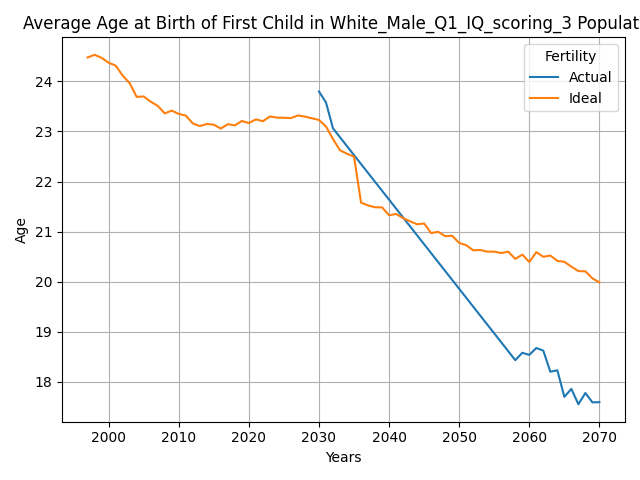 Average Age at Birth of First Child in White_Male_Q1_IQ_scoring_3 Populat
Fertility
Actual
Ideal
Age
24
23
22
21
20
19
18
2000 2010 2020 2030 2040 2050 2060 2070
Years